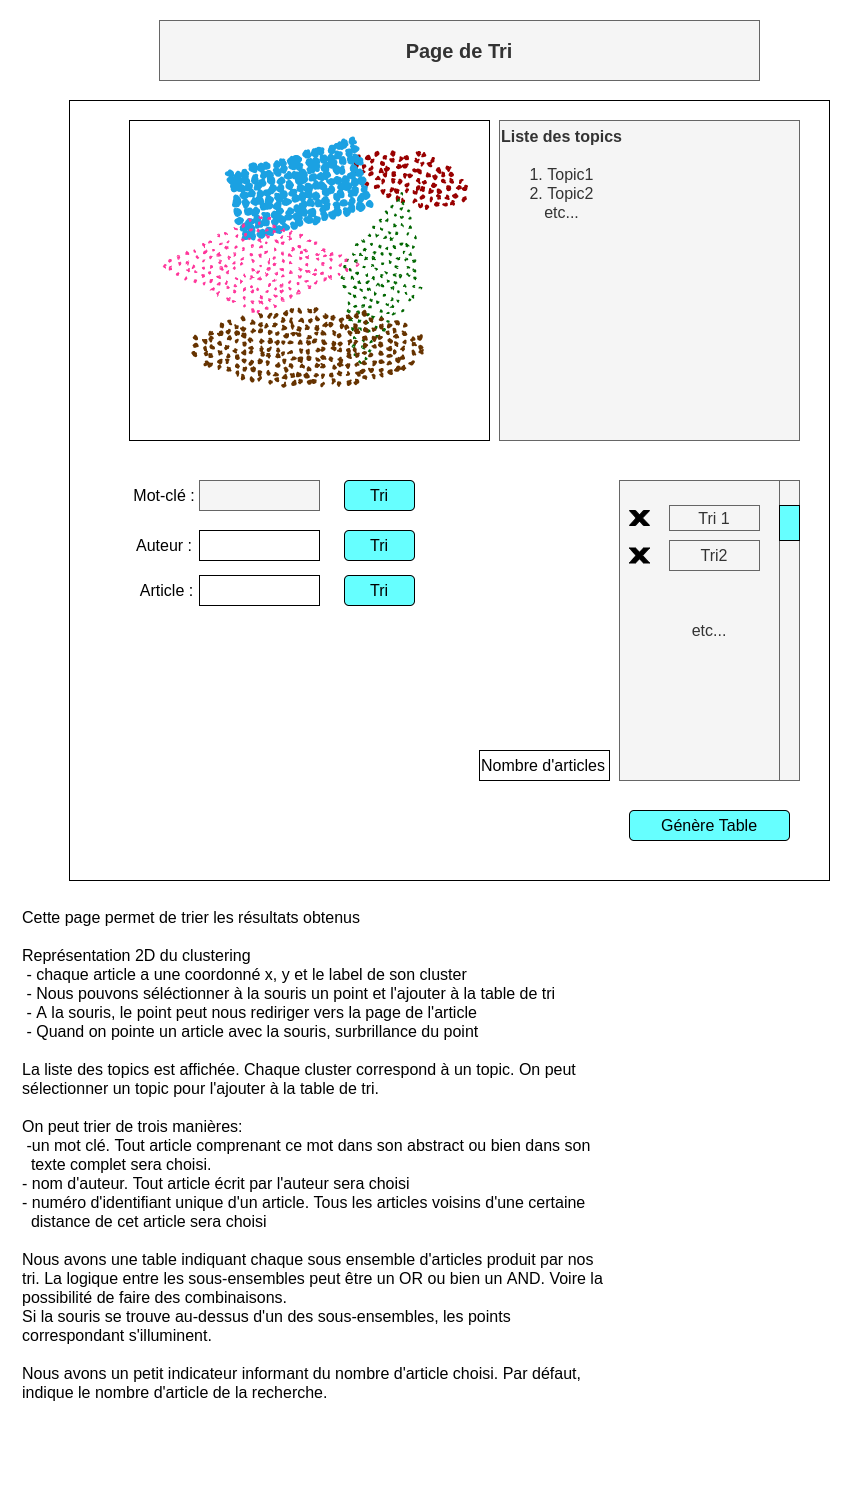 Page de Tri
Liste des topics
1. Topic1
2. Topic2
etc...
Mot-clé :
Tri
Auteur :
Tri
Article :
Tri
Tri 1
Tri2
etc...
Nombre d'articles
Génère Table
Cette page permet de trier les résultats obtenus
Représentation 2D du clustering
- chaque article a une coordonné x, y et le label de son cluster
- Nous pouvons séléctionner à la souris un point et l'ajouter à la table de tri
- A la souris, le point peut nous rediriger vers la page de l'article
- Quand on pointe un article avec la souris, surbrillance du point
La liste des topics est affichée. Chaque cluster correspond à un topic. On peut
sélectionner un topic pour l'ajouter à la table de tri.
On peut trier de trois manières:
-un mot clé. Tout article comprenant ce mot dans son abstract ou bien dans son
texte complet sera choisi.
- nom d'auteur. Tout article écrit par l'auteur sera choisi
- numéro d'identifiant unique d'un article. Tous les articles voisins d'une certaine
distance de cet article sera choisi
Nous avons une table indiquant chaque sous ensemble d'articles produit par nos
tri. La logique entre les sous-ensembles peut être un OR ou bien un AND. Voire la
possibilité de faire des combinaisons.
Si la souris se trouve au-dessus d'un des sous-ensembles, les points
correspondant s'illuminent.
Nous avons un petit indicateur informant du nombre d'article choisi. Par défaut,
indique le nombre d'article de la recherche.